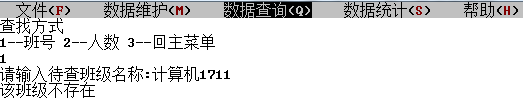 文件(F) 数据维护(M) 数据查询(Q) 数据统计(S) 帮助(H)
查找方式
1--班号 2--人数 3--回主菜单
1
请输入待查班级名称:计算机1711
该班级不存在